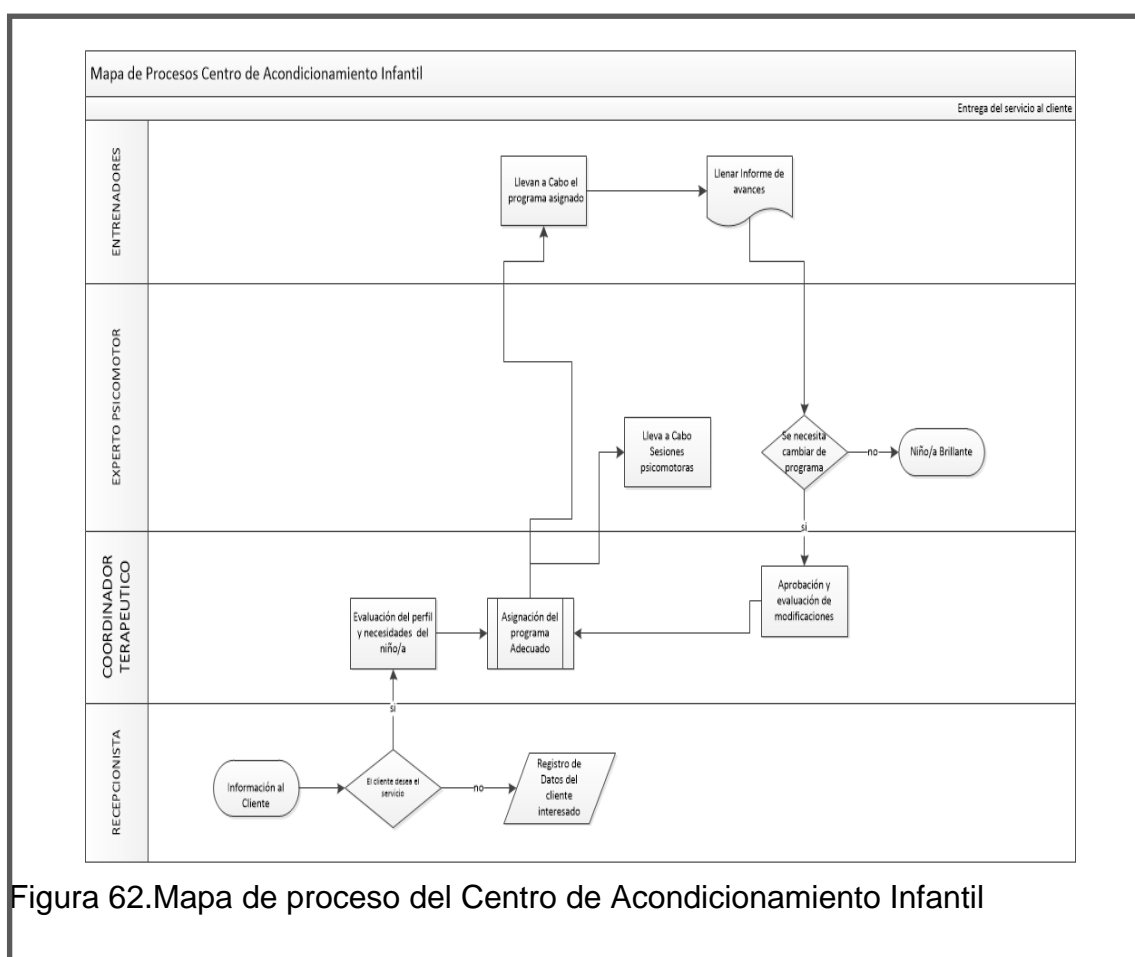 Mapa de Procesos Centro de Acondicionamiento Infantil
Entrega del servicio al cliente
ENTRENADORES
Llevan a Cabo el
programa asignado
Llenar Informe de
avances
EXPERTO PSICOMOTOR
Lleva a Cabo
Sesiones
psicomotoras
Se necesita
cambiar de
programa
no
Niño/a Brillante
si
COORDINADOR
TERAPEUTICO
Evaluación del perfil
y necesidades del
niño/a
Asignación del
programa
Adecuado
Aprobación y
evaluación de
modificaciones
si
RECEPCIONISTA
Información al
Cliente
El cliente desea el
servicio
no
Registro de
Datos del
cliente
interesado
Figura 62.Mapa de proceso del Centro de Acondicionamiento Infantil